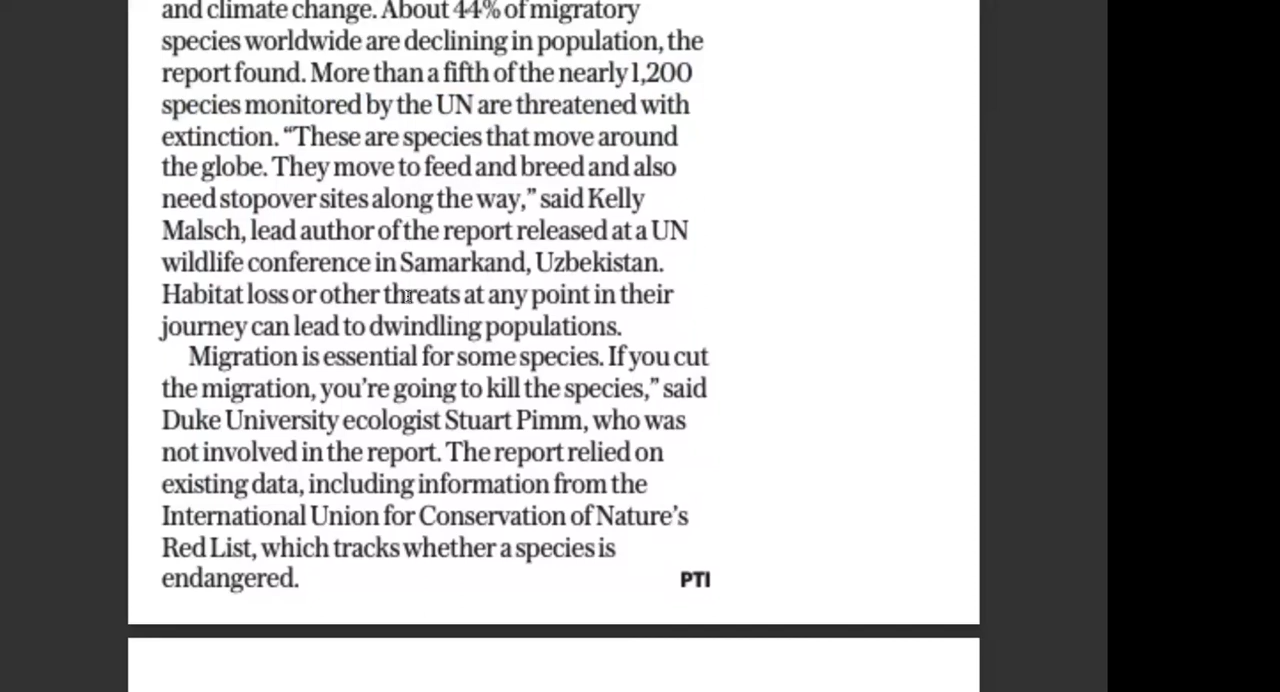 and climate change. About 44% of migratory
species worldwide are declining in population, the
report found. More than a fifth of the nearly 1,200
species monitored by the UN are threatened with
extinction. “These are species that move around
the globe. They move to feed and breed and also
need stopover sites along the way,” said Kelly
Malsch, lead author of the report released at a UN
wildlife conference in Samarkand, Uzbekistan.
Habitat loss or other threats at any point in their
journey can lead to dwindling populations.
Migration is essential for some species. If you cut
the migration, you’re going to kill the species,” said
Duke University ecologist Stuart Pimm, who was
not involved in the report. The report relied on
existing data, including information from the
International Union for Conservation of Nature’s
Red List, which tracks whether a species is
endangered. PTI